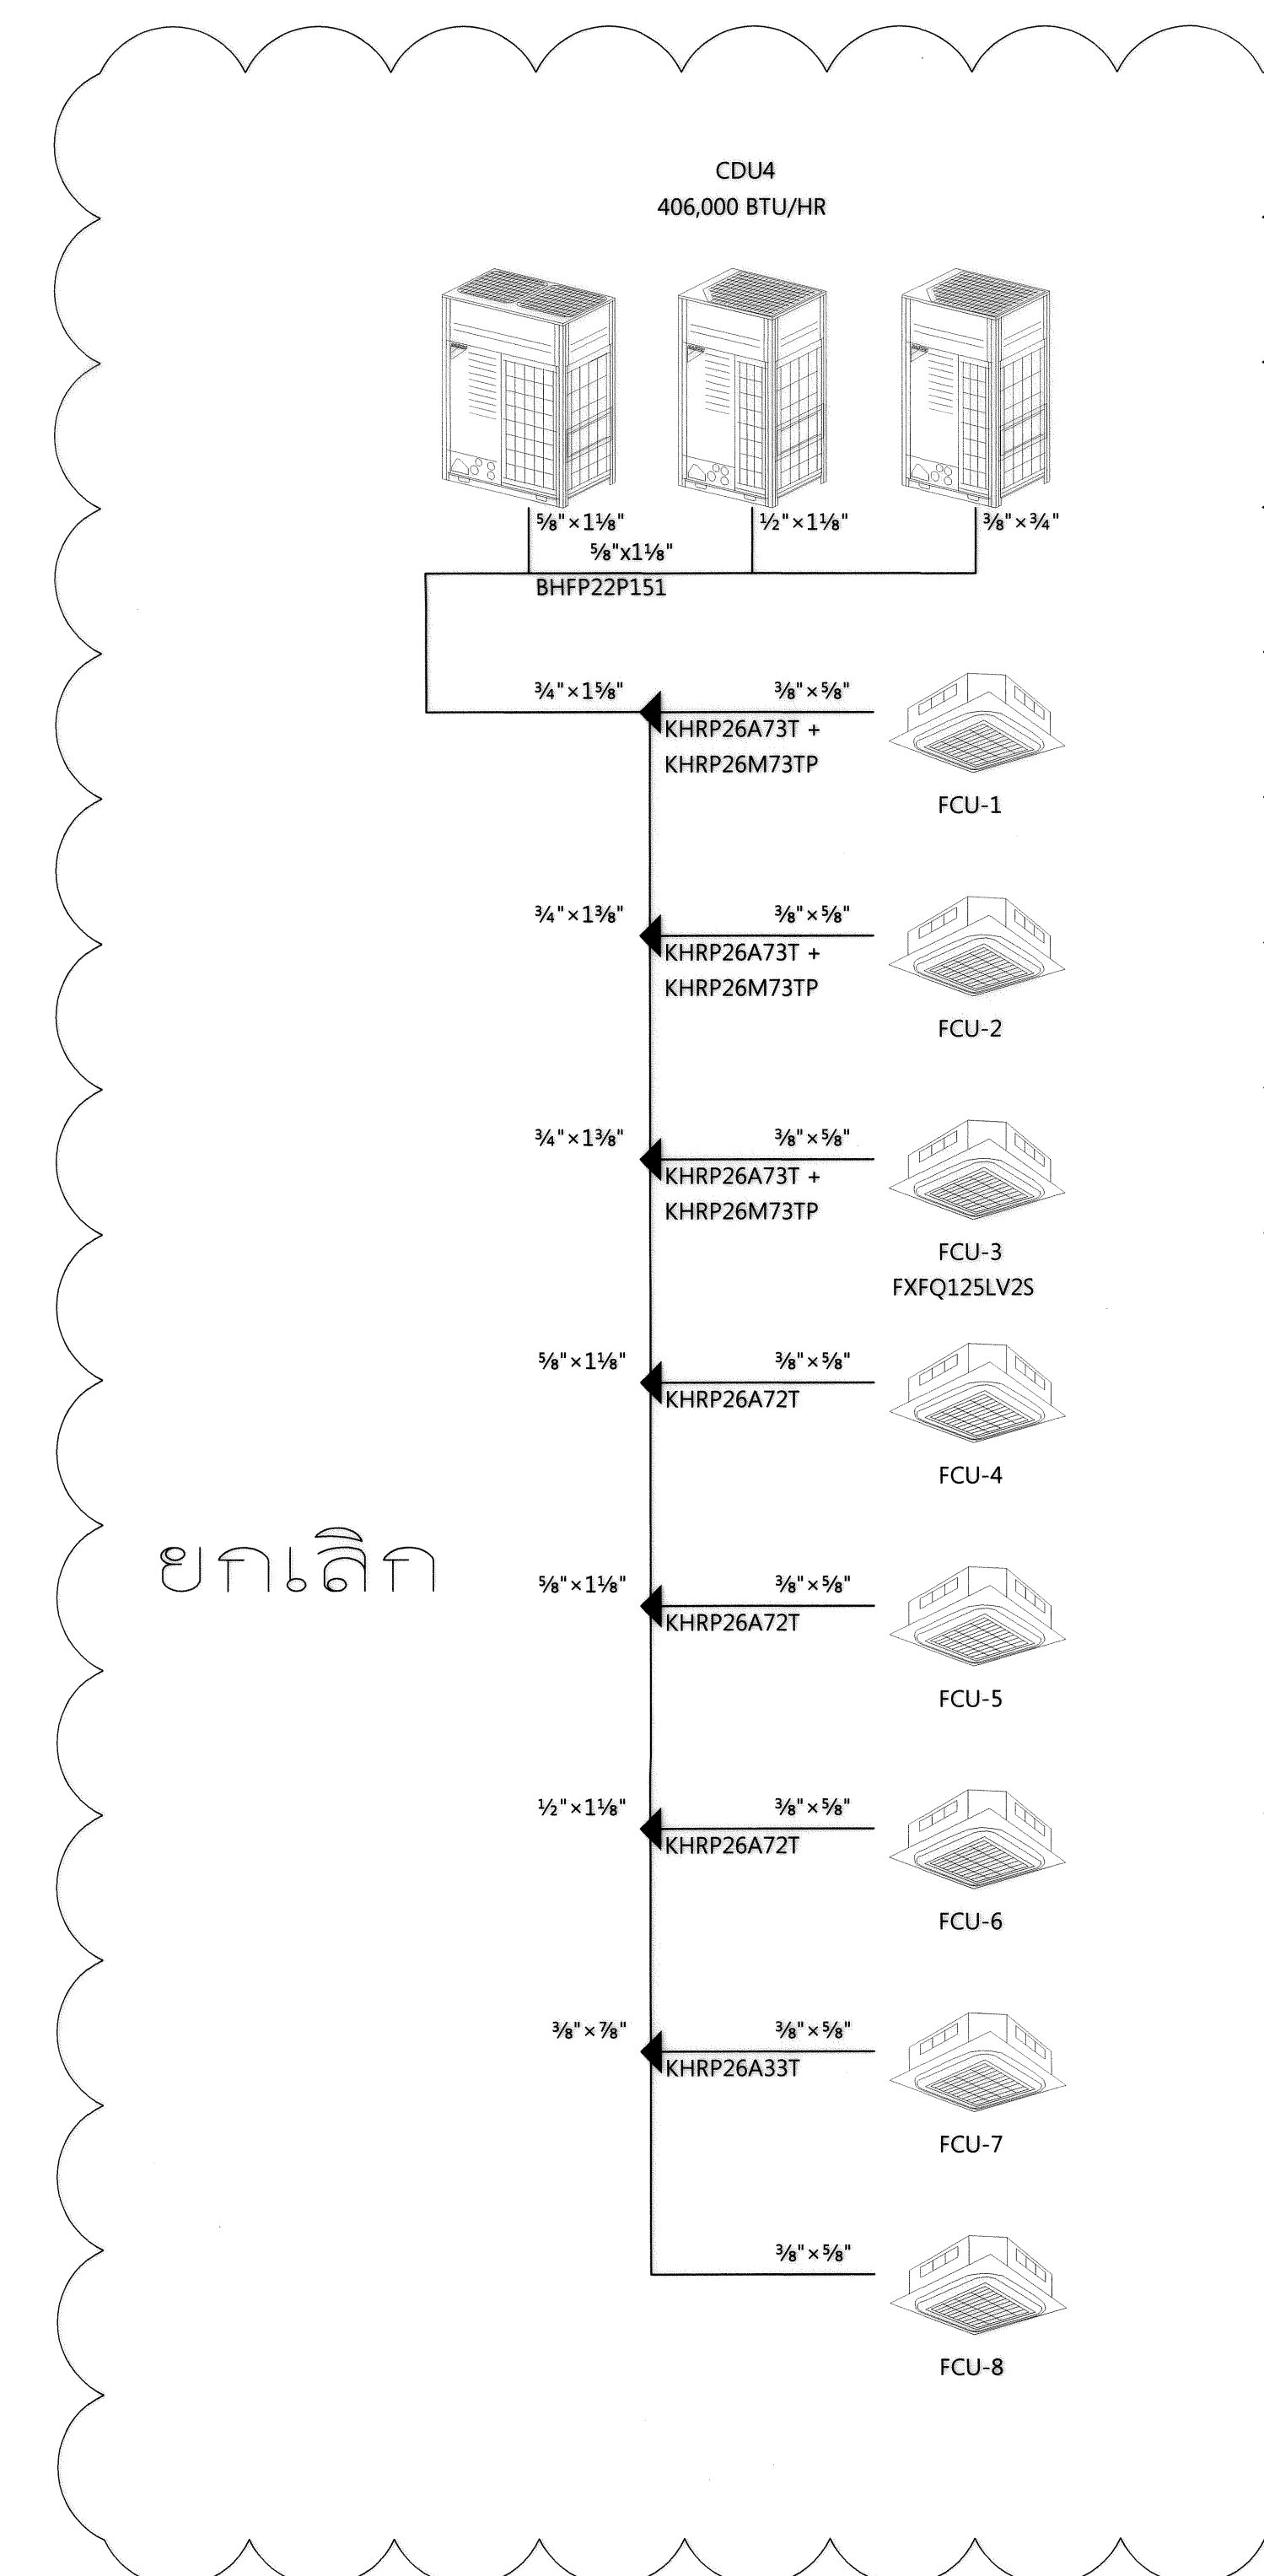 CDU4
406,000 BTU/HR
⅝"×1⅛"
½"×1⅛"
⅜"×¾"
⅝"x1⅛"
BHFP22P151
¾"×1⅝"
⅜"×⅝"
KHRP26A73T +
KHRP26M73TP
FCU-1
¾"×1⅜"
⅜"×⅝"
KHRP26A73T +
KHRP26M73TP
FCU-2
¾"×1⅜"
⅜"×⅝"
KHRP26A73T +
KHRP26M73TP
FCU-3
FXFQ125LV2S
⅝"×1⅛"
⅜"×⅝"
KHRP26A72T
FCU-4
ยกเลิก
⅝"×1⅛"
⅜"×⅝"
KHRP26A72T
FCU-5
½"×1⅛"
⅜"×⅝"
KHRP26A72T
FCU-6
⅜"×⅞"
⅜"×⅝"
KHRP26A33T
FCU-7
⅜"×⅝"
FCU-8